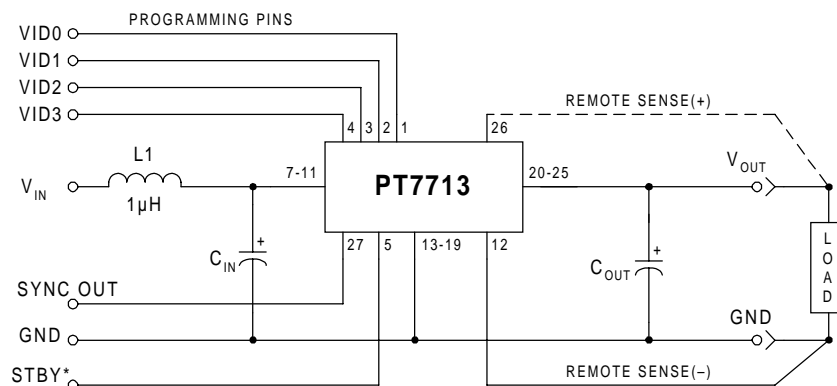 PROGRAMMING PINS
VID0
VID1
VID2
VID3
REMOTE SENSE(+)
4 3 2 1
26
L1
1µH
V_IN
7-11
PT7713
20-25
V_OUT
27 5 13-19 12
C_IN
+
C_OUT
+
LOAD
SYNC OUT
GND
GND
STBY*
REMOTE SENSE(–)